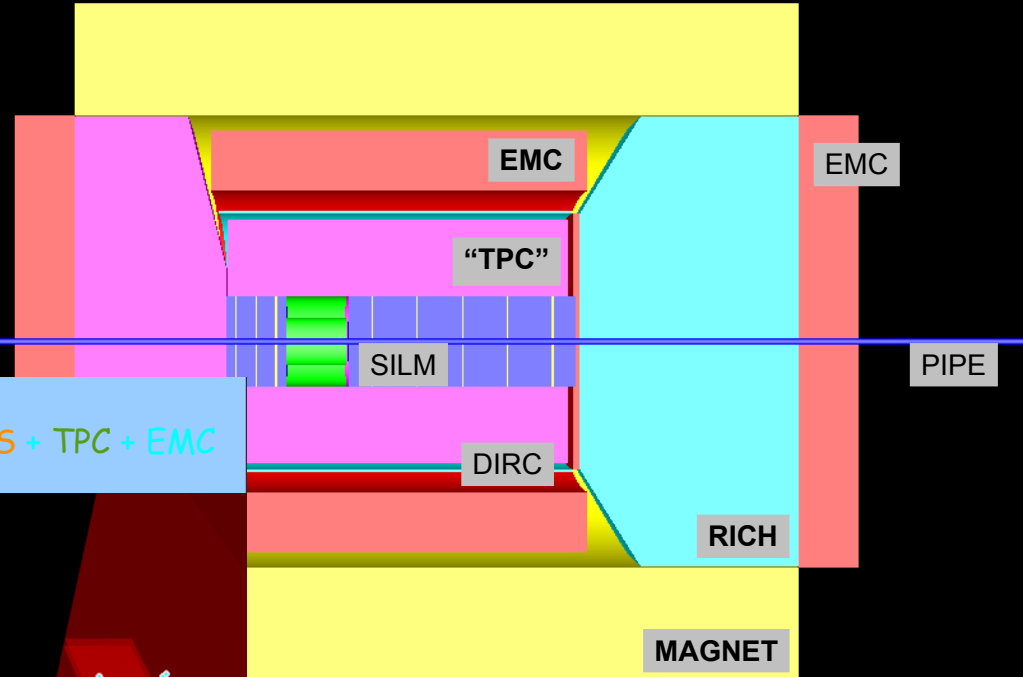 EMC
EMC
“TPC”
SILM
PIPE
S + TPC + EMC
DIRC
RICH
MAGNET